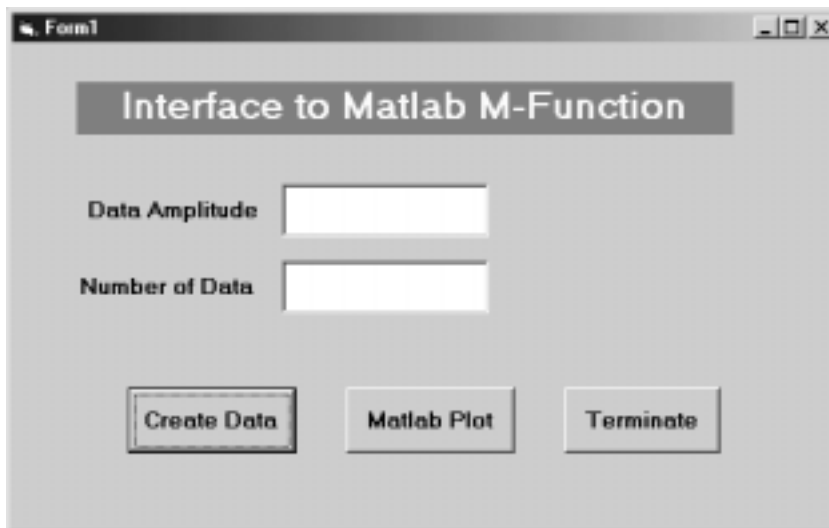 Form1
Interface to Matlab M-Function
Data Amplitude
Number of Data
Create Data
Matlab Plot
Terminate